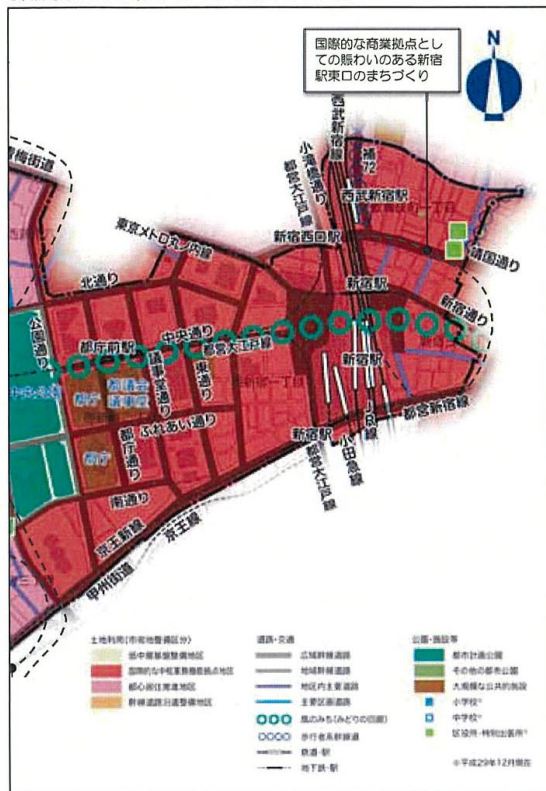 国際的な商業拠点とし
ての賑わいのある新宿
駅東口のまちづくり
N
西武新宿線
補72
小滝橋通り
都営大江戸線
西武新宿駅
東京メトロ丸ノ内線
新宿西口駅
靖国通り
北通り
新宿駅
新宿通り
公園通り
中央通り
都庁前駅
都営大江戸線
議事堂通り
東通り
都議会
議事堂
都庁
新宿駅
ふれあい通り
都庁通り
都庁
新宿駅
都営大江戸線
小田急線
JR線
都営新宿線
南通り
京王新線
京王線
甲州街道
土地利用(市街地整備区分)
低中層基盤整備地区
国際的な中枢業務機能拠点地区
都心居住推進地区
幹線道路沿道整備地区
道路・交通
広域幹線道路
地域幹線道路
地区内主要道路
主要区画道路
風のみち(みどりの回廊)
歩行者系幹線道
鉄道・駅
地下鉄・駅
公園・施設等
都市計画公園
その他の都市公園
大規模な公共的施設
小学校※
中学校※
区役所・特別出張所※
※平成29年12月現在